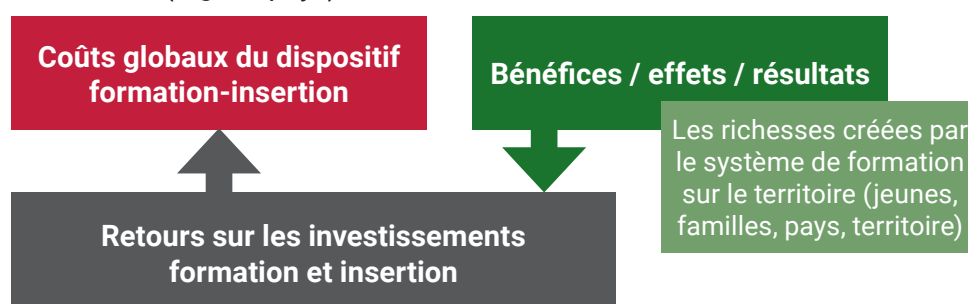 Coûts globaux du dispositif
formation-insertion
Bénéfices / effets / résultats
Les richesses créées par
le système de formation
sur le territoire (jeunes,
familles, pays, territoire)
Retours sur les investissements
formation et insertion